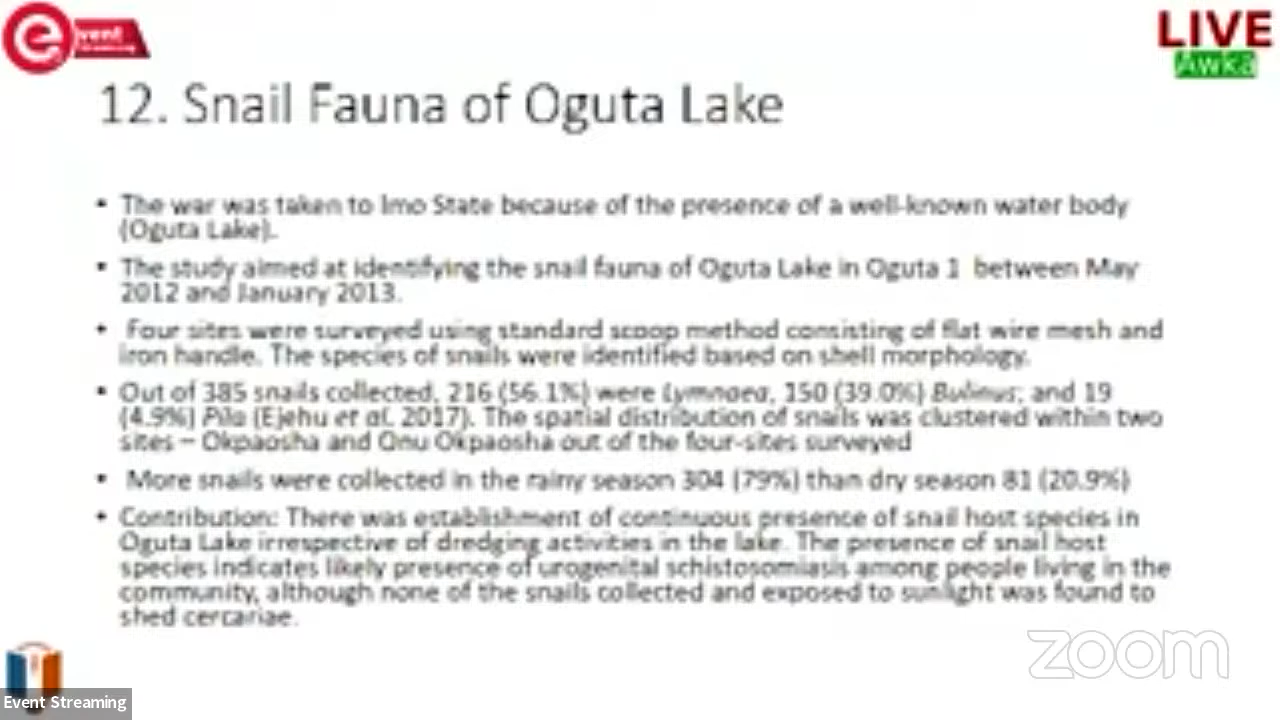 event
LIVE
Awka
12. Snail Fauna of Oguta Lake
• The war was taken to Imo State because of the presence of a well-known water body
(Oguta Lake).
• The study aimed at identifying the snail fauna of Oguta Lake in Oguta 1 between May
2012 and January 2013.
• Four sites were surveyed using standard scoop method consisting of flat wire mesh and
iron handle. The species of snails were identified based on shell morphology.
• Out of 385 snails collected, 216 (56.1%) were Lymnaea, 150 (39.0%) Bulinus; and 19
(4.9%) Pila (Ejehu et al. 2017). The spatial distribution of snails was clustered within two
sites – Okpaosha and Onu Okpaosha out of the four-sites surveyed
• More snails were collected in the rainy season 304 (79%) than dry season 81 (20.9%)
• Contribution: There was establishment of continuous presence of snail host species in
Oguta Lake irrespective of dredging activities in the lake. The presence of snail host
species indicates likely presence of urogenital schistosomiasis among people living in the
community, although none of the snails collected and exposed to sunlight was found to
shed cercariae.
zoom
Event Streaming